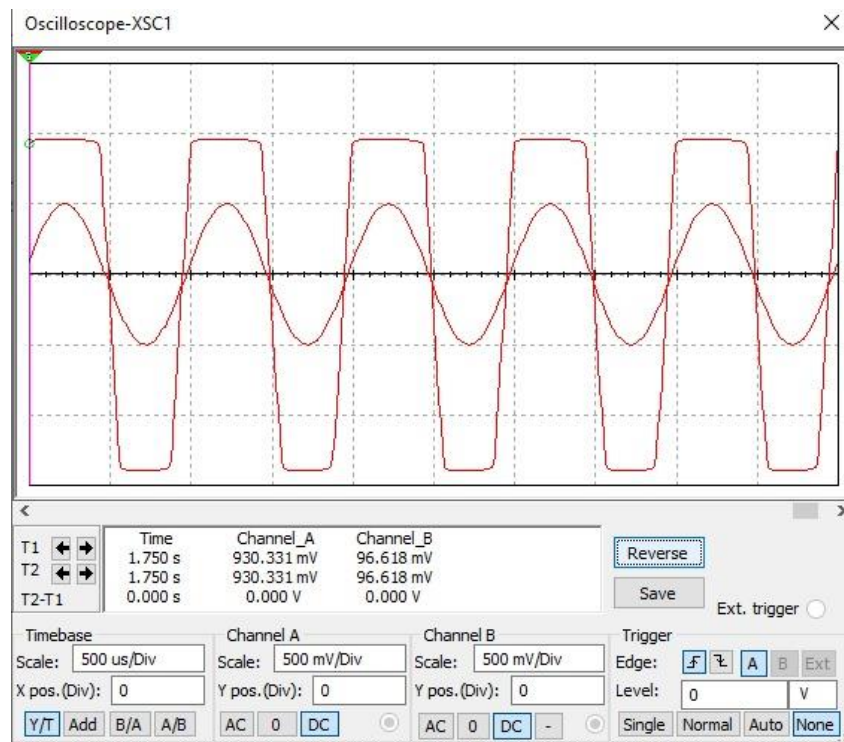 Oscilloscope-XSC1
T1
T2
T2-T1
Time Channel_A Channel_B
1.750 s 930.331 mV 96.618 mV
1.750 s 930.331 mV 96.618 mV
0.000 s 0.000 V 0.000 V
Reverse
Save
Ext. trigger
Timebase
Scale: 500 us/Div
X pos.(Div): 0
Y/T Add B/A A/B
Channel A
Scale: 500 mV/Div
Y pos.(Div): 0
AC 0 DC
Channel B
Scale: 500 mV/Div
Y pos.(Div): 0
AC 0 DC -
Trigger
Edge: A B Ext
Level: 0 V
Single Normal Auto None